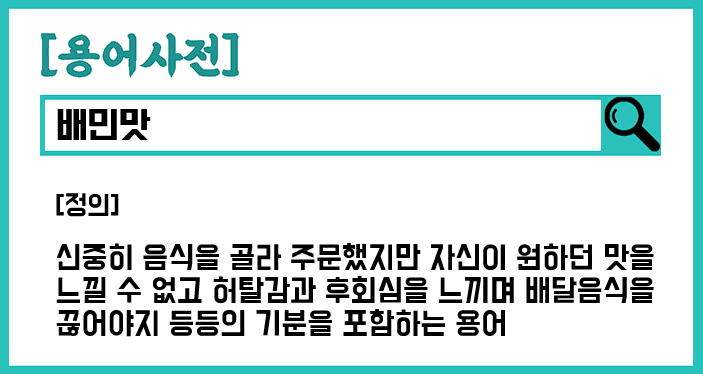 [용어사전]
배민맛
[정의]
신중히 음식을 골라 주문했지만 자신이 원하던 맛을
느낄 수 없고 허탈감과 후회심을 느끼며 배달음식을
끊어야지 등등의 기분을 포함하는 용어